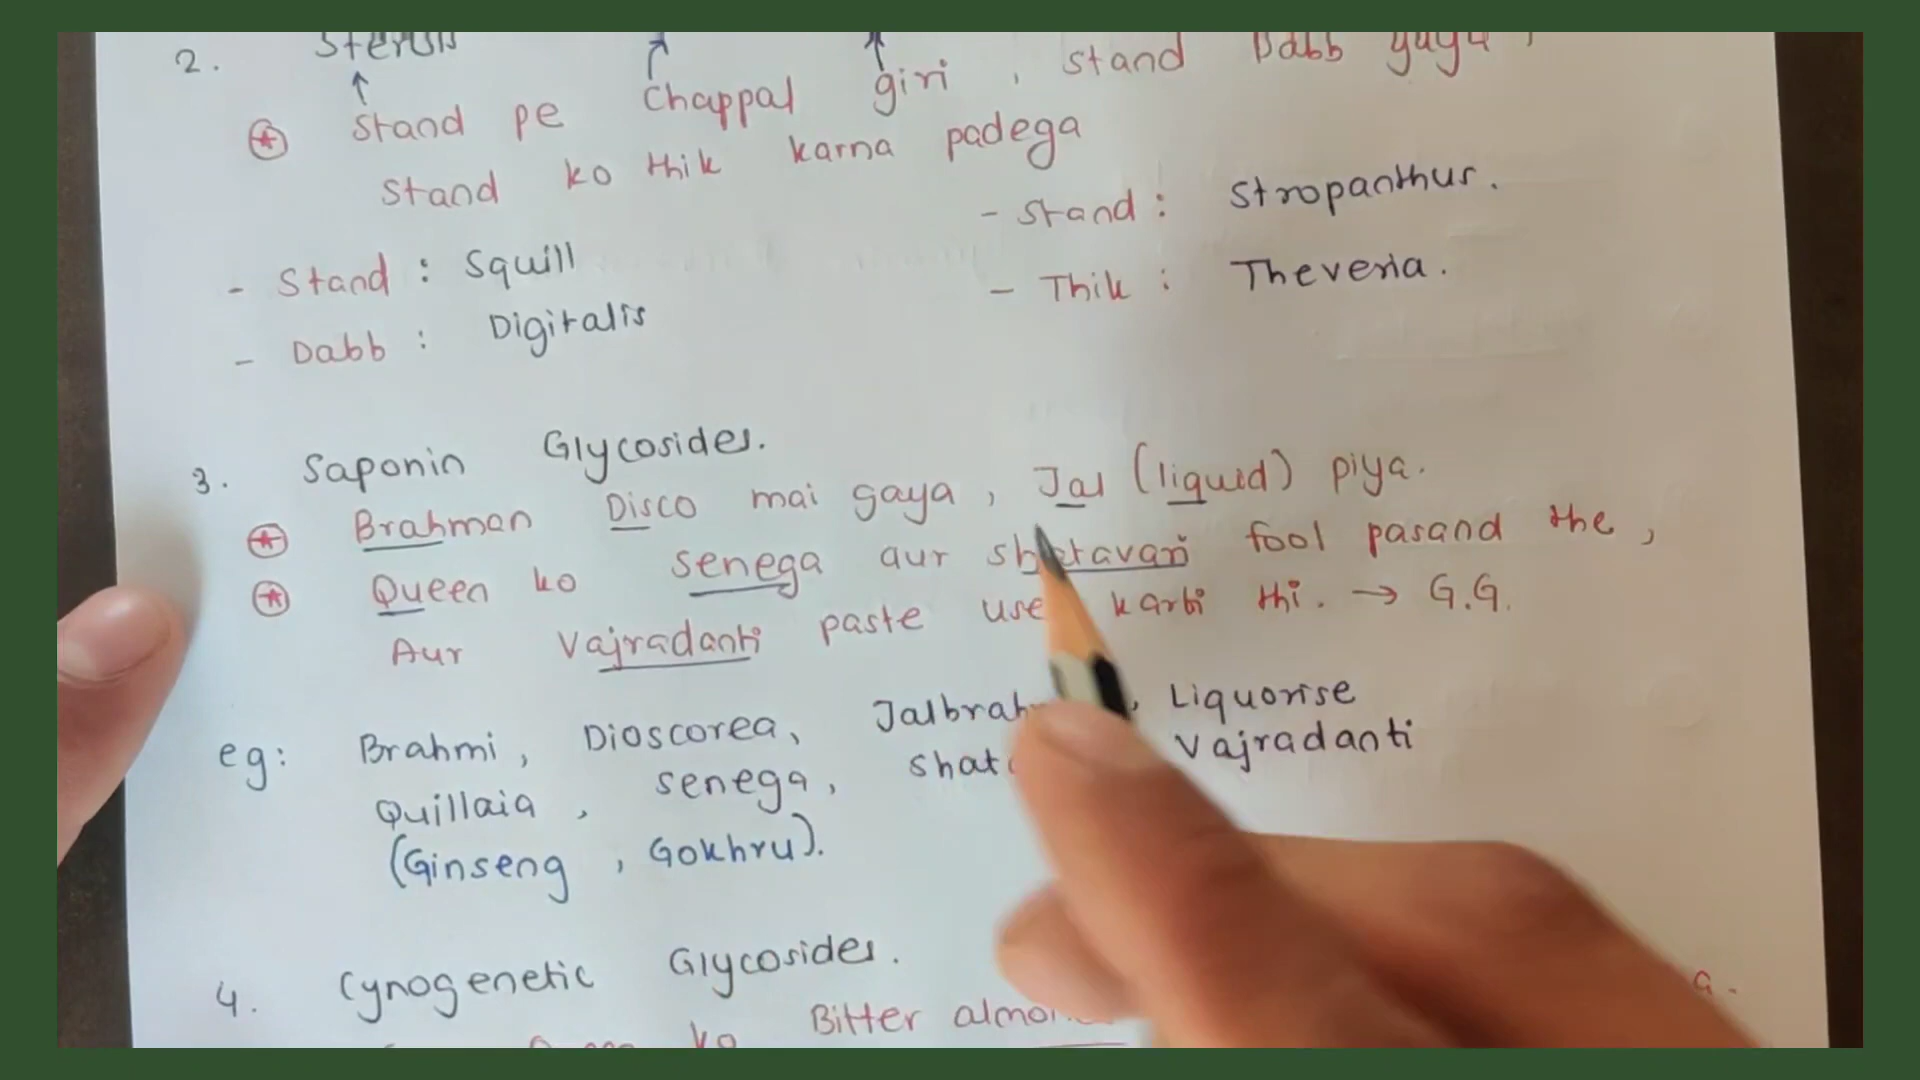 2. Sterols
Stand pe Chappal giri , stand Dabb gaya ,
Stand ko thik karna padega
- Stand : Squill
- Stand : Stropanthus.
- Dabb : Digitalis
- Thik : Theveria.
3. Saponin Glycosides.
Brahman Disco mai gaya , Jal (liquid) piya.
Queen ko senega aur shatavari fool pasand the ,
Aur Vajradanti paste use karti thi. → G.G.
eg: Brahmi , Dioscorea, , Liquorise
Quillaia , senega, Vajradanti
(Ginseng , Gokhru).
4. Cynogenetic Glycosides.
ko Bitter